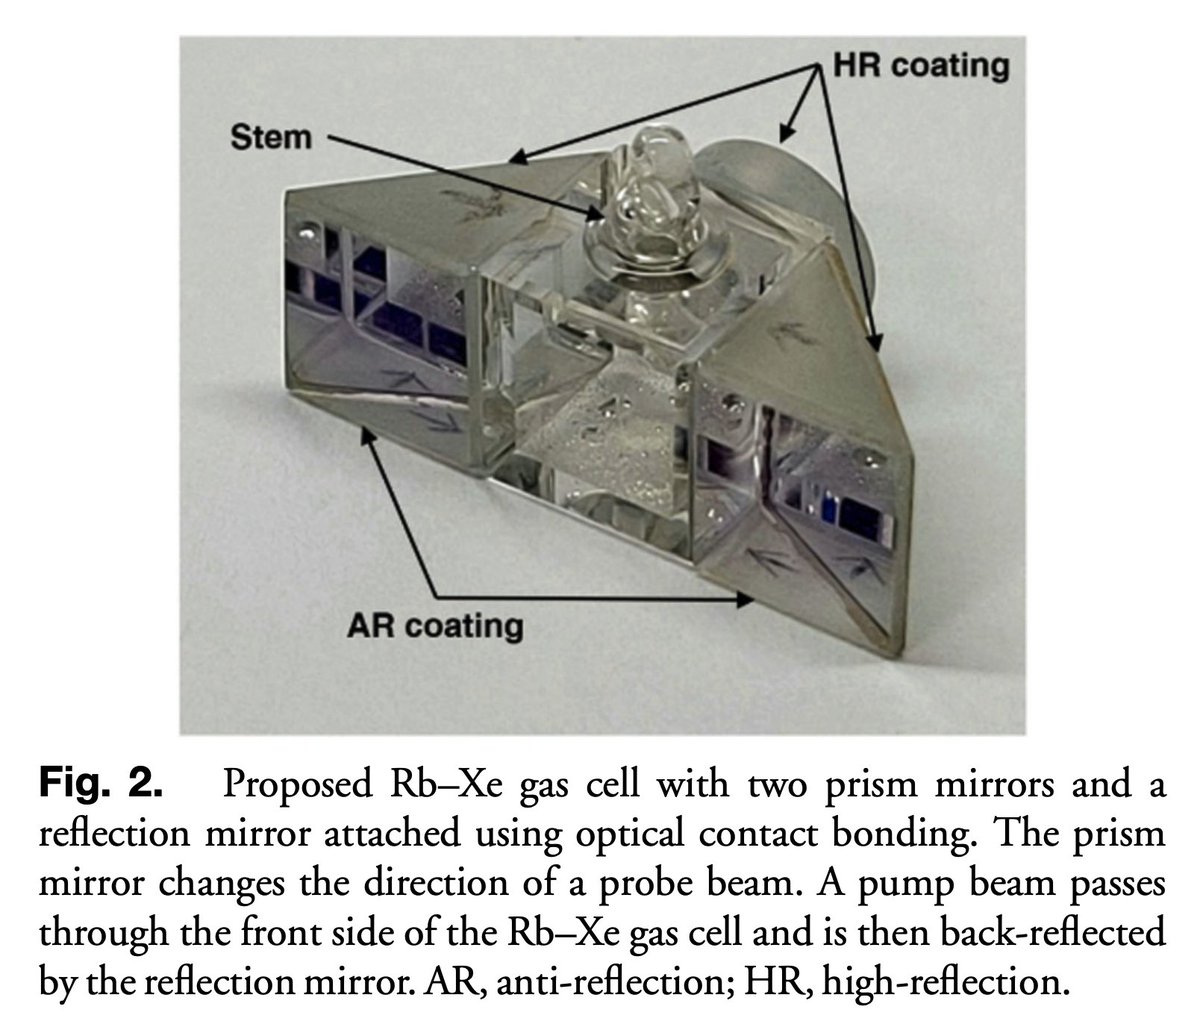 HR coating
Stem
AR coating
Fig. 2. Proposed Rb–Xe gas cell with two prism mirrors and a
reflection mirror attached using optical contact bonding. The prism
mirror changes the direction of a probe beam. A pump beam passes
through the front side of the Rb–Xe gas cell and is then back-reflected
by the reflection mirror. AR, anti-reflection; HR, high-reflection.